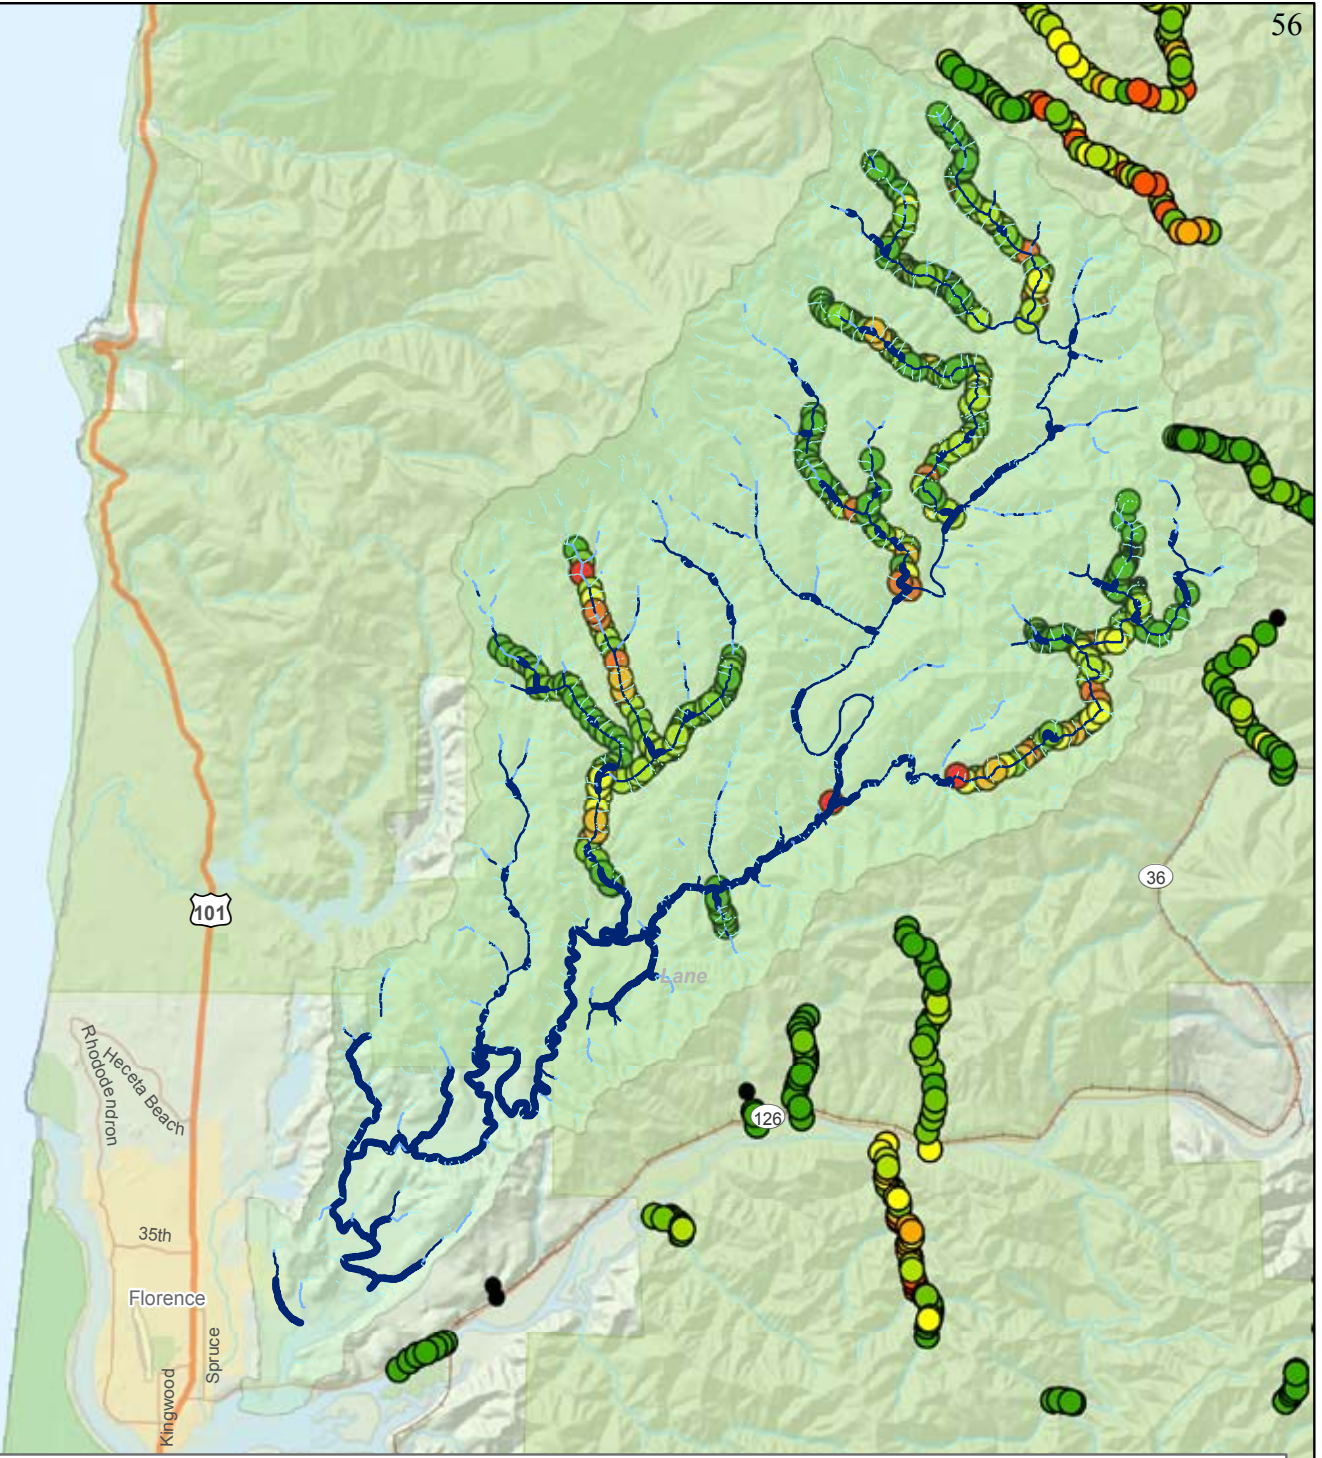 56
36
101
Lane
Heceta Beach
Rhododendron
126
35th
Florence
Spruce
Kingwood